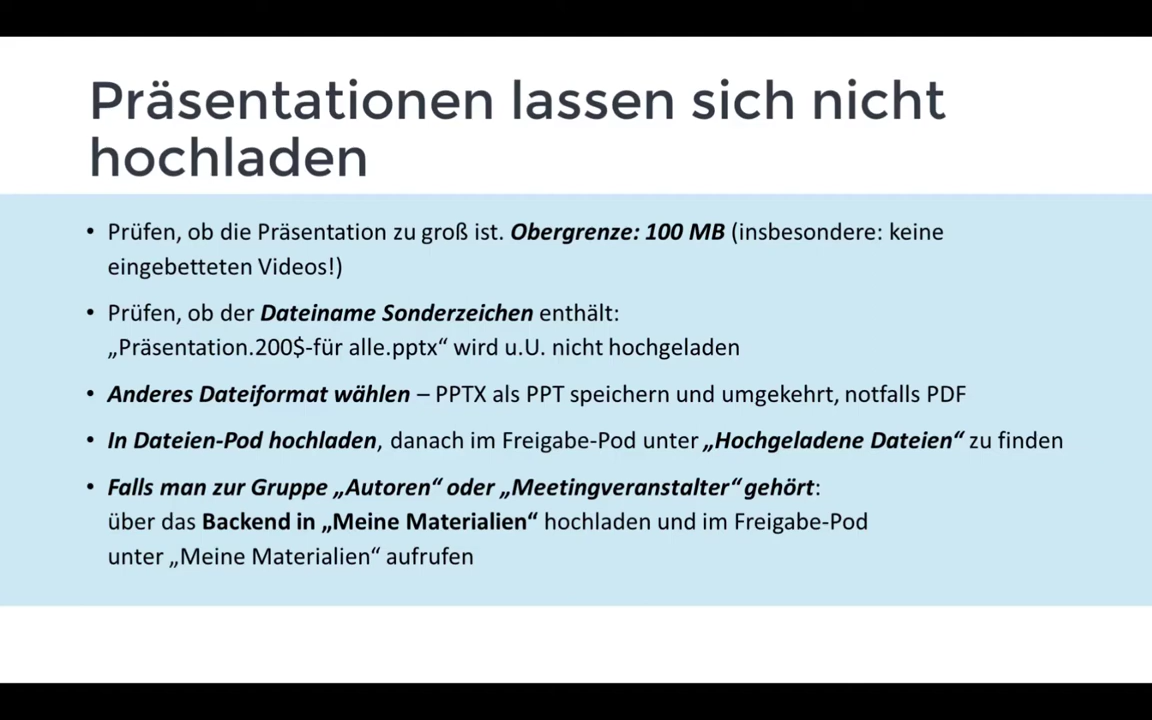 Präsentationen lassen sich nicht
hochladen
• Prüfen, ob die Präsentation zu groß ist. Obergrenze: 100 MB (insbesondere: keine
eingebetteten Videos!)
• Prüfen, ob der Dateiname Sonderzeichen enthält:
„Präsentation.200$-für alle.pptx“ wird u.U. nicht hochgeladen
• Anderes Dateiformat wählen – PPTX als PPT speichern und umgekehrt, notfalls PDF
• In Dateien-Pod hochladen, danach im Freigabe-Pod unter „Hochgeladene Dateien“ zu finden
• Falls man zur Gruppe „Autoren“ oder „Meetingveranstalter“ gehört:
über das Backend in „Meine Materialien“ hochladen und im Freigabe-Pod
unter „Meine Materialien“ aufrufen